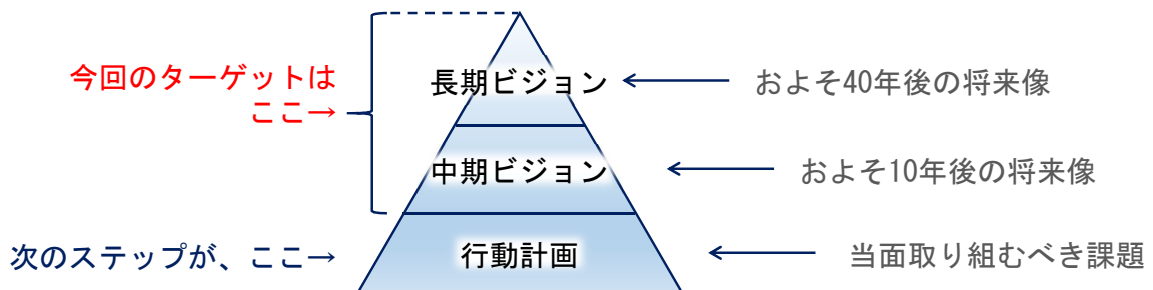 今回のターゲットは
ここ→
長期ビジョン
およそ40年後の将来像
中期ビジョン
およそ10年後の将来像
次のステップが、ここ→
行動計画
当面取り組むべき課題